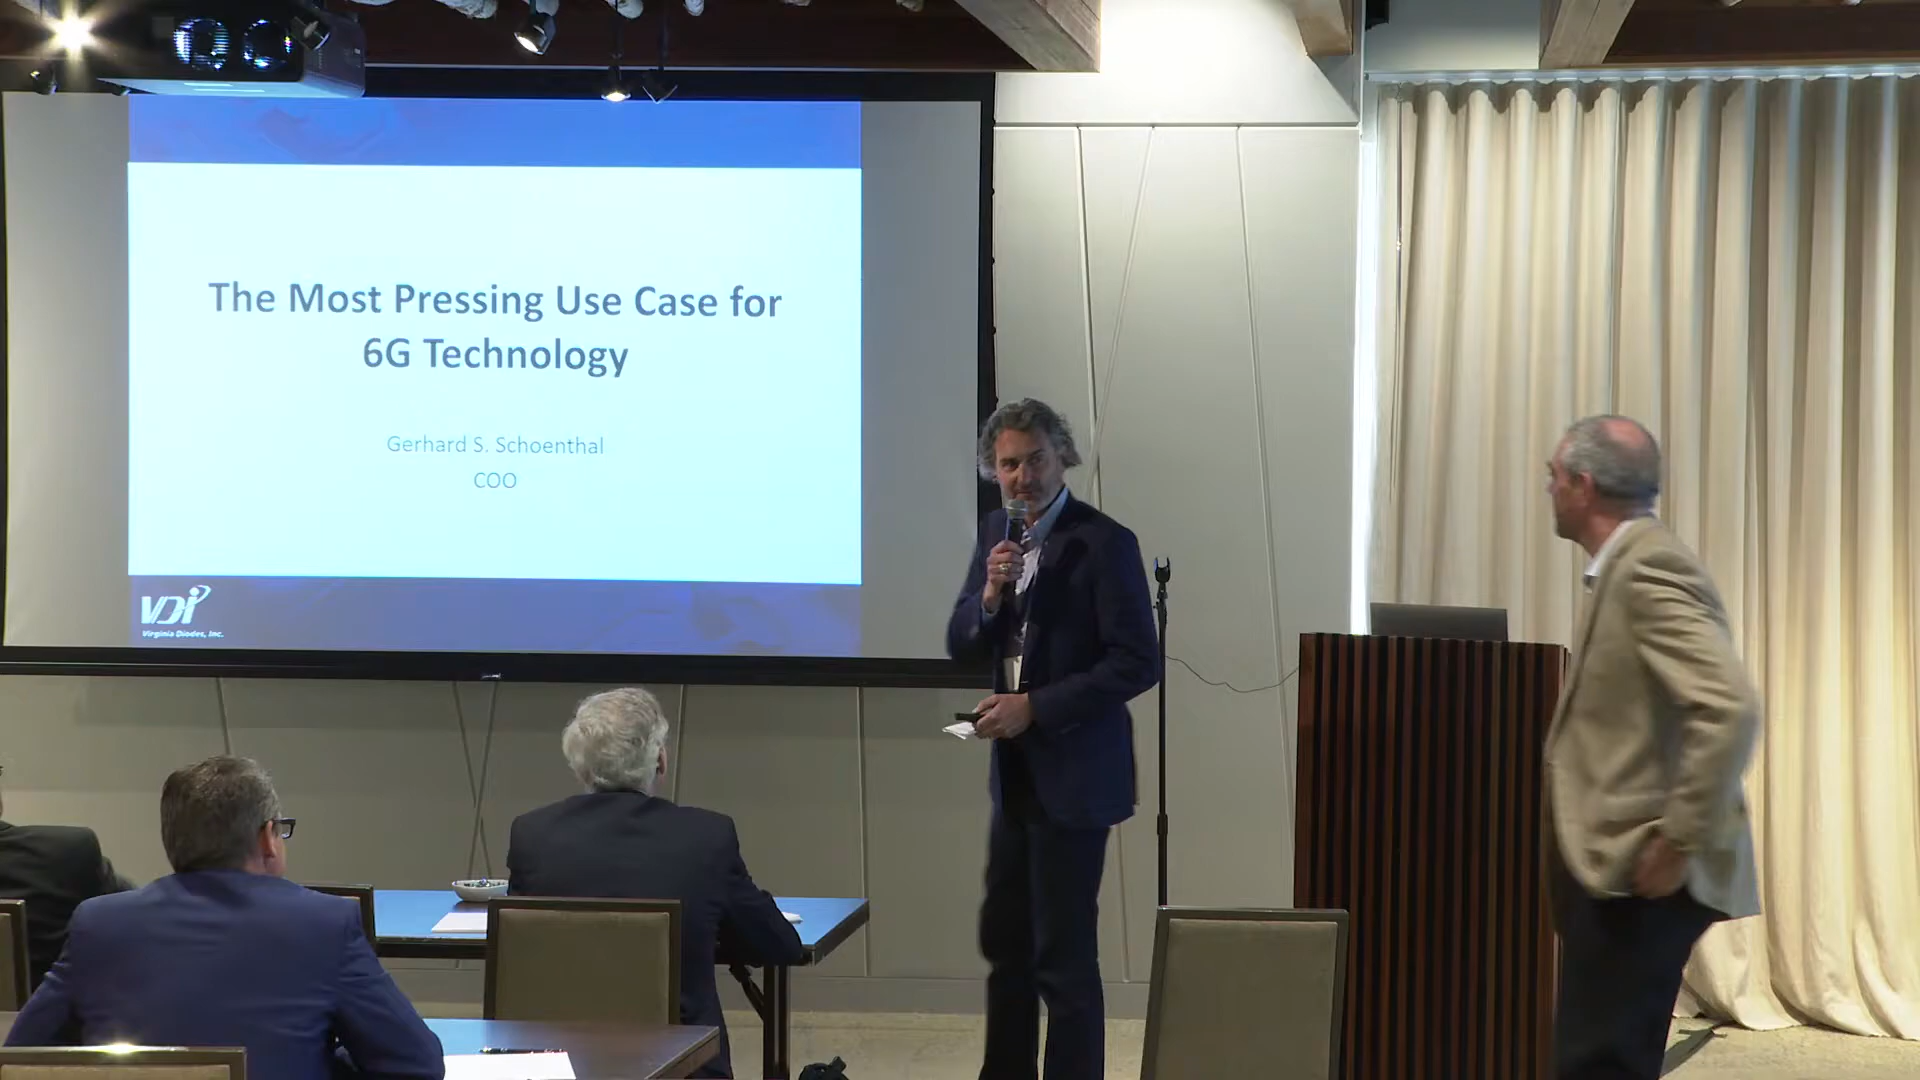 The Most Pressing Use Case for
6G Technology
Gerhard S. Schoenthal
COO
VDi
Virginia Diodes, Inc.